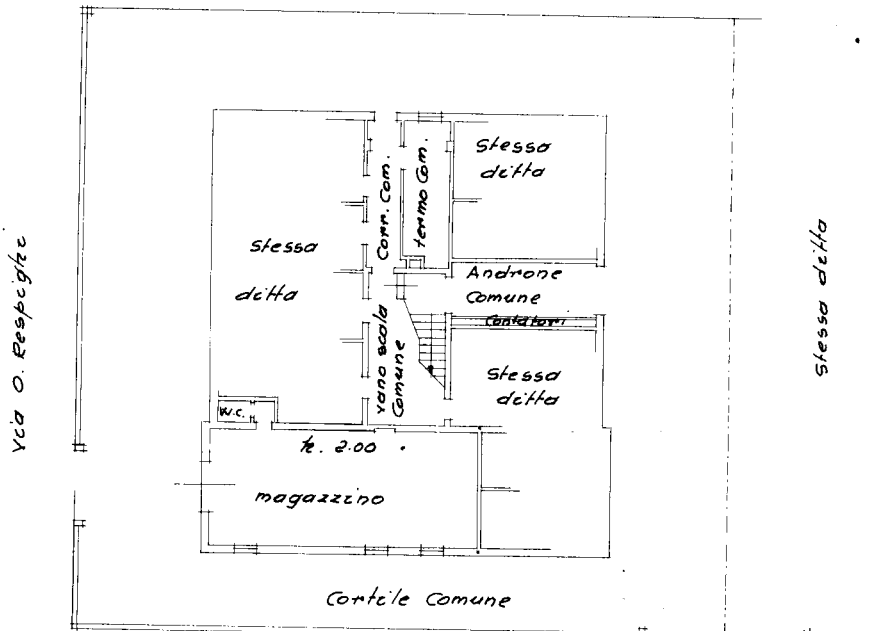 Via O. Respighi
Stessa
ditta
Corr. Com.
termo Com.
Stessa
ditta
Androne
Comune
Contatori
vano scala
Comune
Stessa
ditta
W.C.
h. 2.00
magazzino
Cortile Comune
Stessa ditta